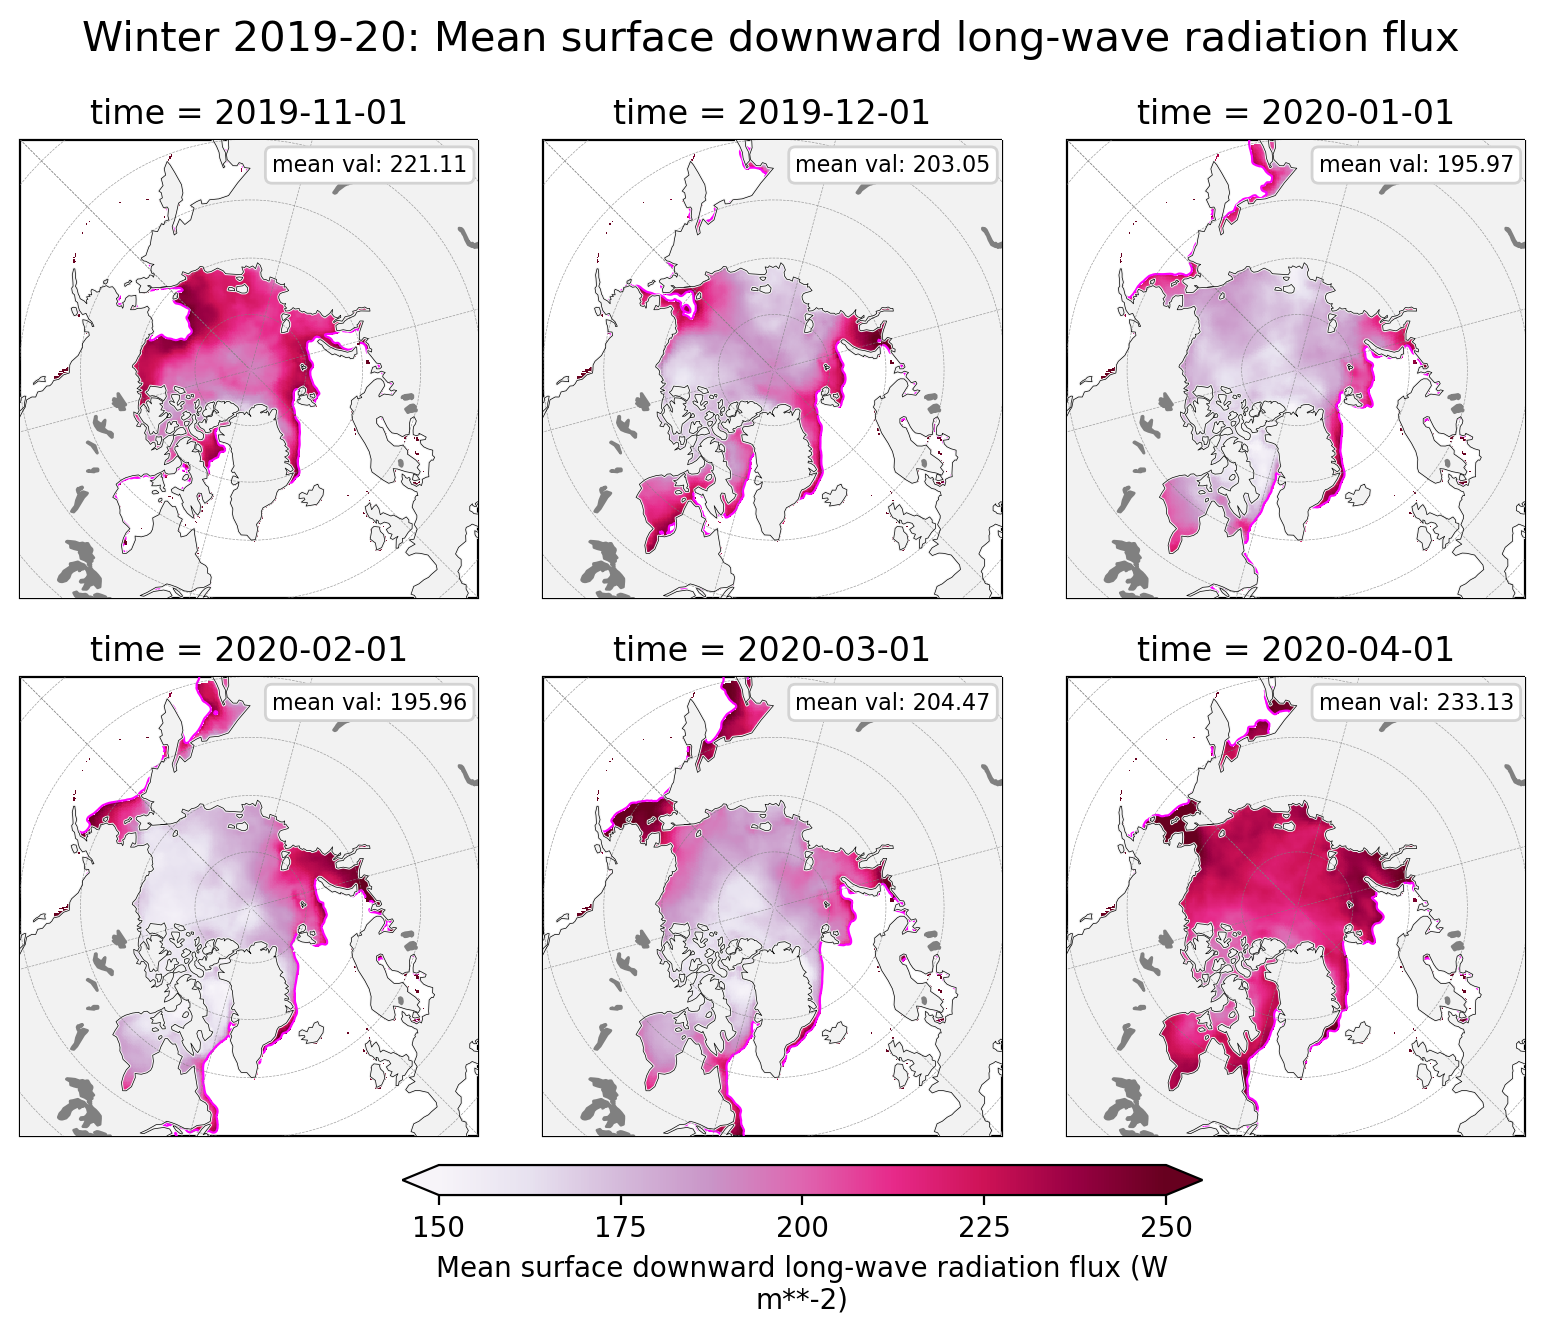 Winter 2019-20: Mean surface downward long-wave radiation flux
time = 2019-11-01
mean val: 221.11
time = 2019-12-01
mean val: 203.05
time = 2020-01-01
mean val: 195.97
time = 2020-02-01
mean val: 195.96
time = 2020-03-01
mean val: 204.47
time = 2020-04-01
mean val: 233.13
150 175 200 225 250
Mean surface downward long-wave radiation flux (W
m**-2)